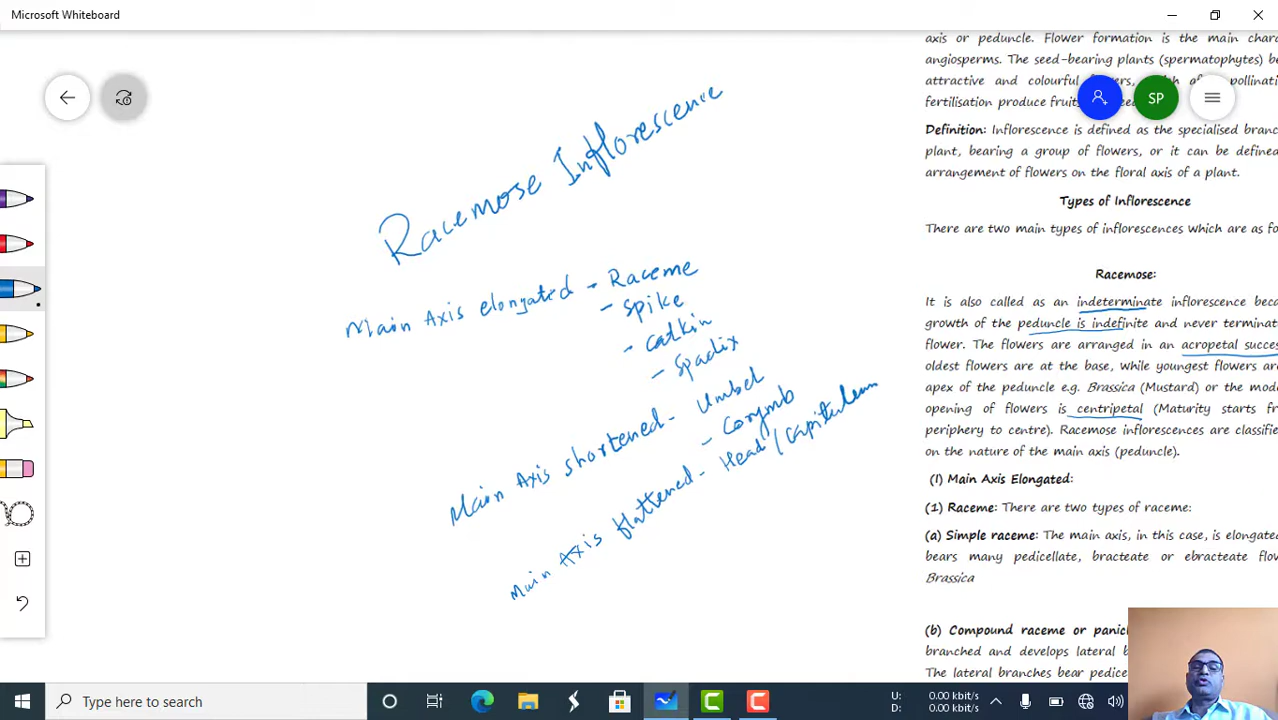 Microsoft Whiteboard
Racemose Inflorescence
Main Axis elongated - Raceme
- Spike
- catkin
- Spadix
Main Axis shortened - Umbel
- Corymb
Main Axis flattened - Head / Capitulum
axis or peduncle. Flower formation is the main chara
angiosperms. The seed-bearing plants (spermatophytes) be
attractive and colourful
pollinati
fertilisation produce fruit
Definition: Inflorescence is defined as the specialised branc
plant, bearing a group of flowers, or it can be defined
arrangement of flowers on the floral axis of a plant.
Types of Inflorescence
There are two main types of inflorescences which are as fo
Racemose:
It is also called as an indeterminate inflorescence beca
growth of the peduncle is indefinite and never terminat
flower. The flowers are arranged in an acropetal succes
oldest flowers are at the base, while youngest flowers are
apex of the peduncle e.g. Brassica (Mustard) or the mode
opening of flowers is centripetal (Maturity starts fr
periphery to centre). Racemose inflorescences are classifie
on the nature of the main axis (peduncle).
(I) Main Axis Elongated:
(1) Raceme: There are two types of raceme:
(a) Simple raceme: The main axis, in this case, is elongate
bears many pedicellate, bracteate or ebracteate flov
Brassica
(b) Compound raceme or panic
branched and develops lateral b
The lateral branches bear pedice
SP
Type here to search
U: 0.00 kbit/s
D: 0.00 kbit/s